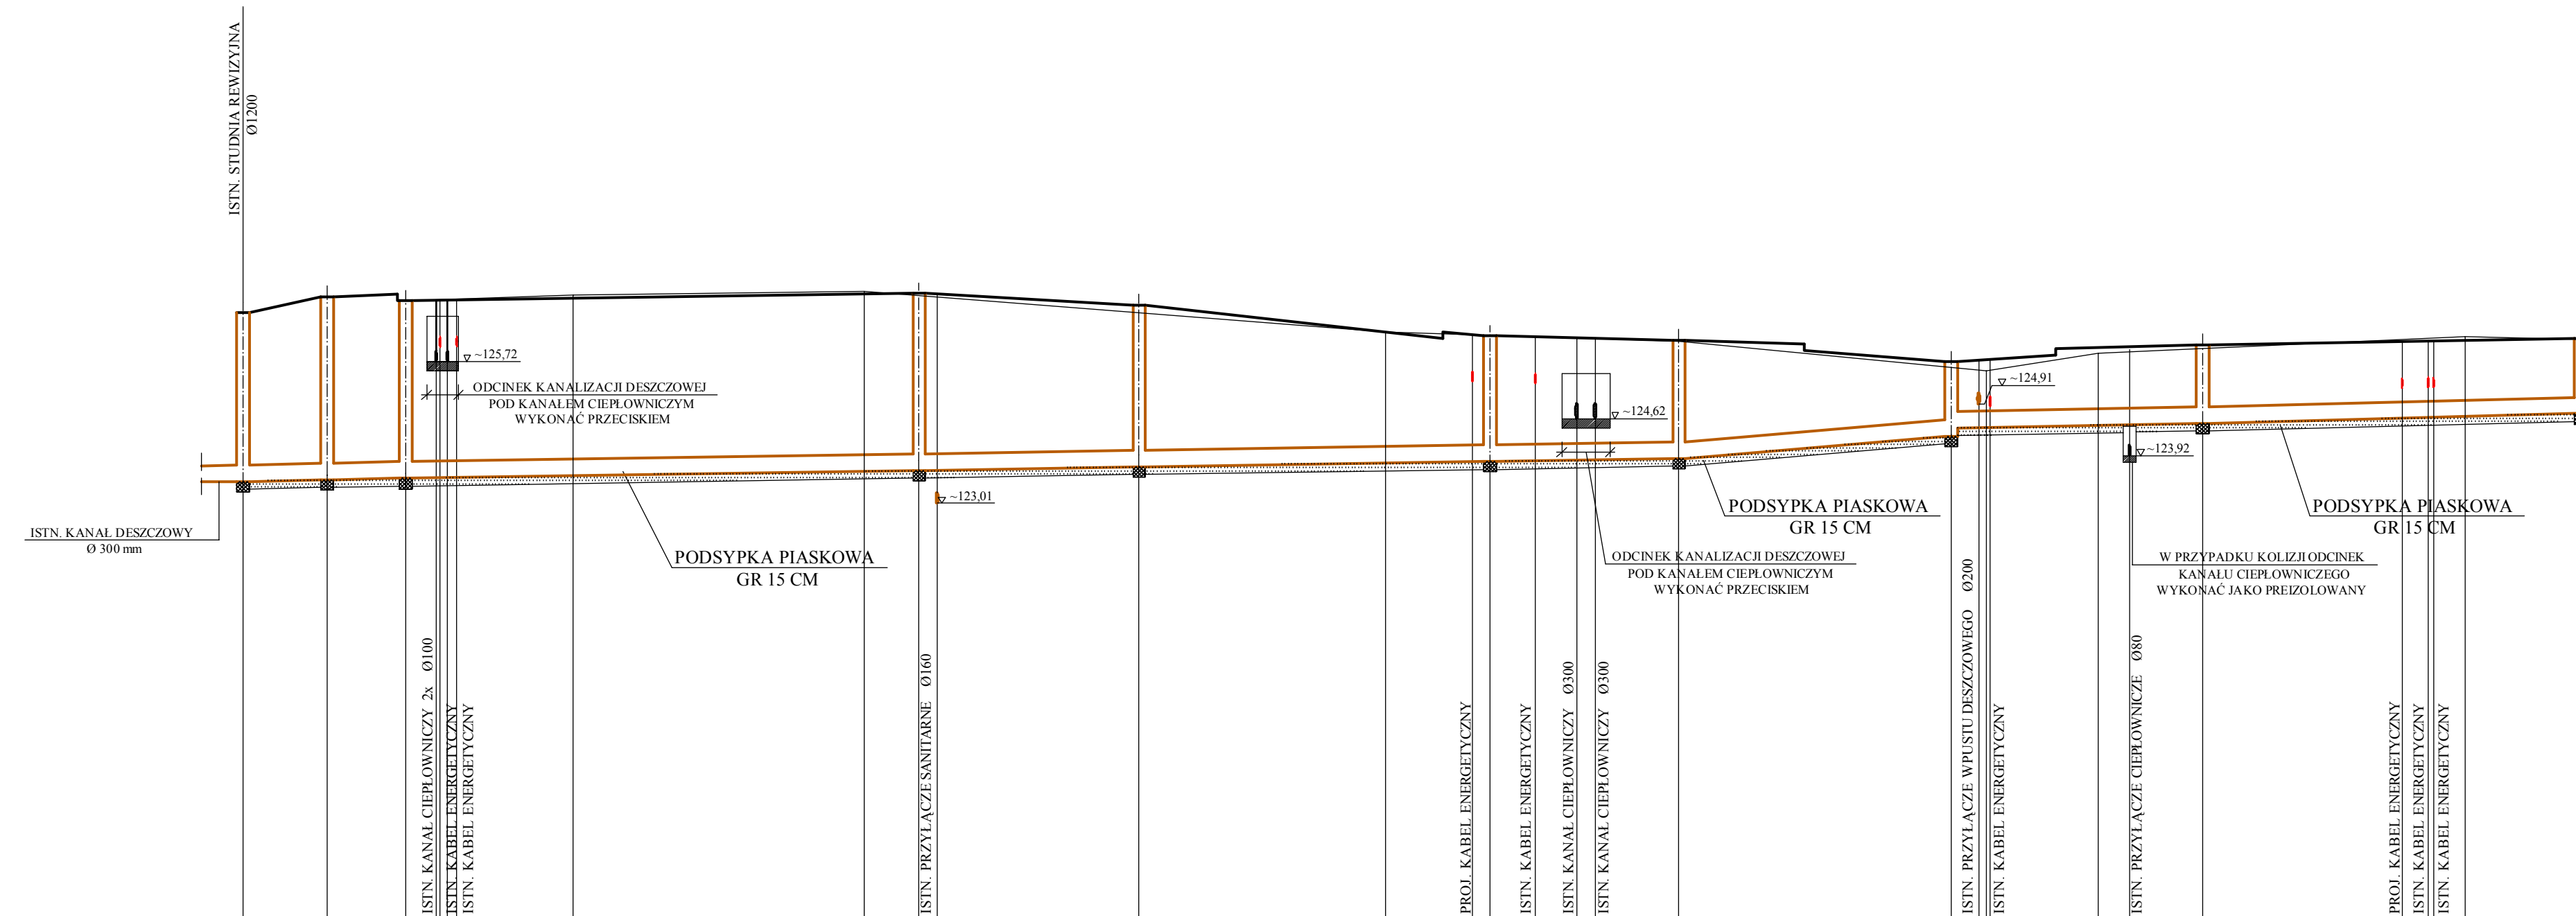 ISTN. STUDNIA REWIZYJNA
Ø1200
~125,72
ODCINEK KANALIZACJI DESZCZOWEJ
POD KANAŁEM CIEPŁOWNICZYM
WYKONAĆ PRZECISKIEM
~123,01
ISTN. KANAŁ DESZCZOWY
Ø 300 mm
PODSYPKA PIASKOWA
GR 15 CM
~124,62
PODSYPKA PIASKOWA
GR 15 CM
ODCINEK KANALIZACJI DESZCZOWEJ
POD KANAŁEM CIEPŁOWNICZYM
WYKONAĆ PRZECISKIEM
~124,91
~123,92
PODSYPKA PIASKOWA
GR 15 CM
W PRZYPADKU KOLIZJI ODCINEK
KANAŁU CIEPŁOWNICZEGO
WYKONAĆ JAKO PREIZOLOWANY
ISTN. KANAŁ CIEPŁOWNICZY 2x Ø100
ISTN. KABEL ENERGETYCZNY
ISTN. KABEL ENERGETYCZNY
ISTN. PRZYŁĄCZE SANITARNE Ø160
PROJ. KABEL ENERGETYCZNY
ISTN. KABEL ENERGETYCZNY
ISTN. KANAŁ CIEPŁOWNICZY Ø300
ISTN. KANAŁ CIEPŁOWNICZY Ø300
ISTN. PRZYŁĄCZE WPUSTU DESZCZOWEGO Ø200
ISTN. KABEL ENERGETYCZNY
ISTN. PRZYŁĄCZE CIEPŁOWNICZE Ø80
PROJ. KABEL ENERGETYCZNY
ISTN. KABEL ENERGETYCZNY
ISTN. KABEL ENERGETYCZNY